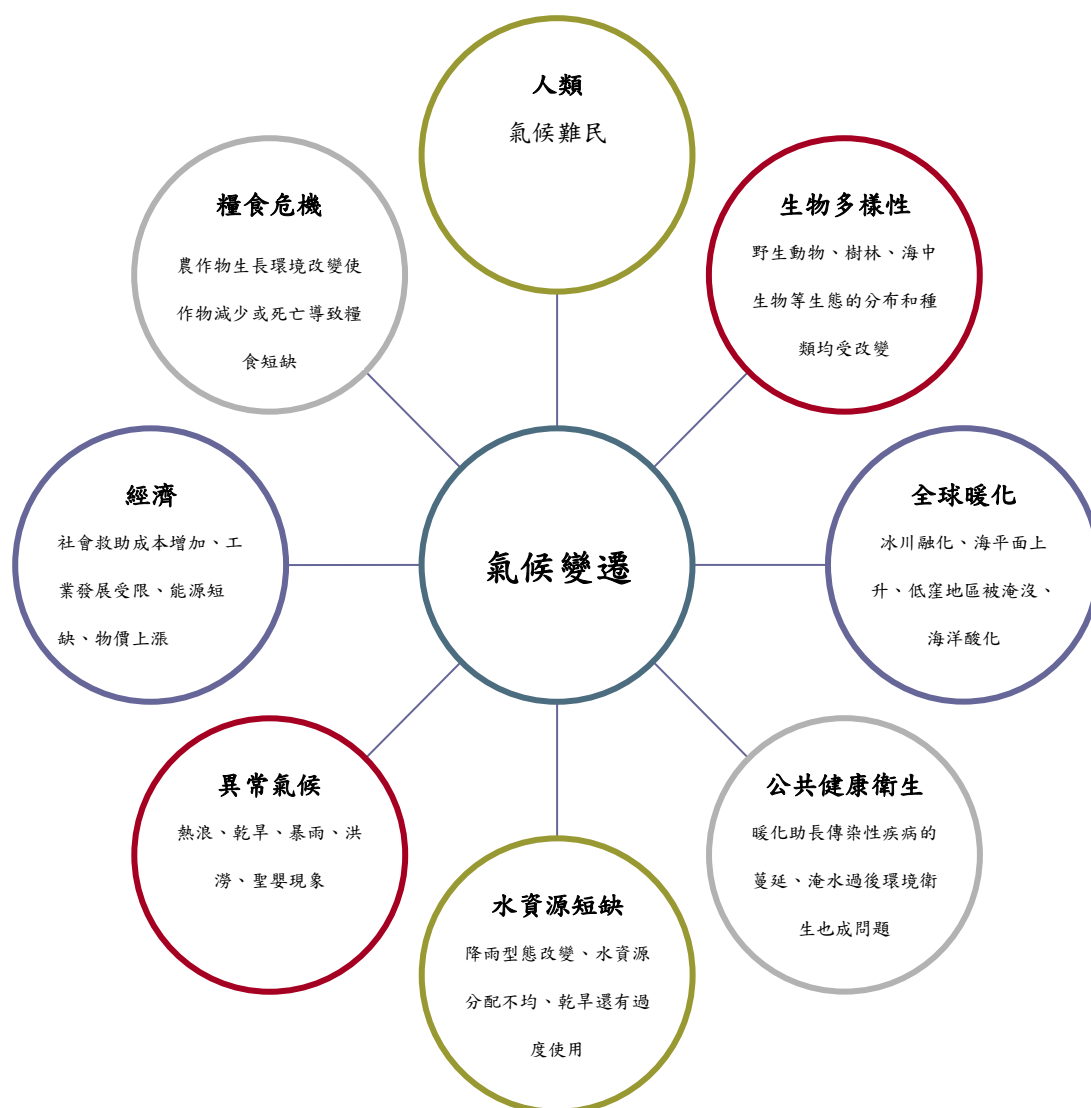 人類
氣候難民
糧食危機
農作物生長環境改變使
作物減少或死亡導致糧
食短缺
生物多樣性
野生動物、樹林、海中
生物等生態的分布和種
類均受改變
經濟
社會救助成本增加、工
業發展受限、能源短
缺、物價上漲
氣候變遷
全球暖化
冰川融化、海平面上
升、低窪地區被淹沒、
海洋酸化
異常氣候
熱浪、乾旱、暴雨、洪
澇、聖嬰現象
水資源短缺
降雨型態改變、水資源
分配不均、乾旱還有過
度使用
公共健康衛生
暖化助長傳染性疾病的
蔓延、淹水過後環境衛
生也成問題